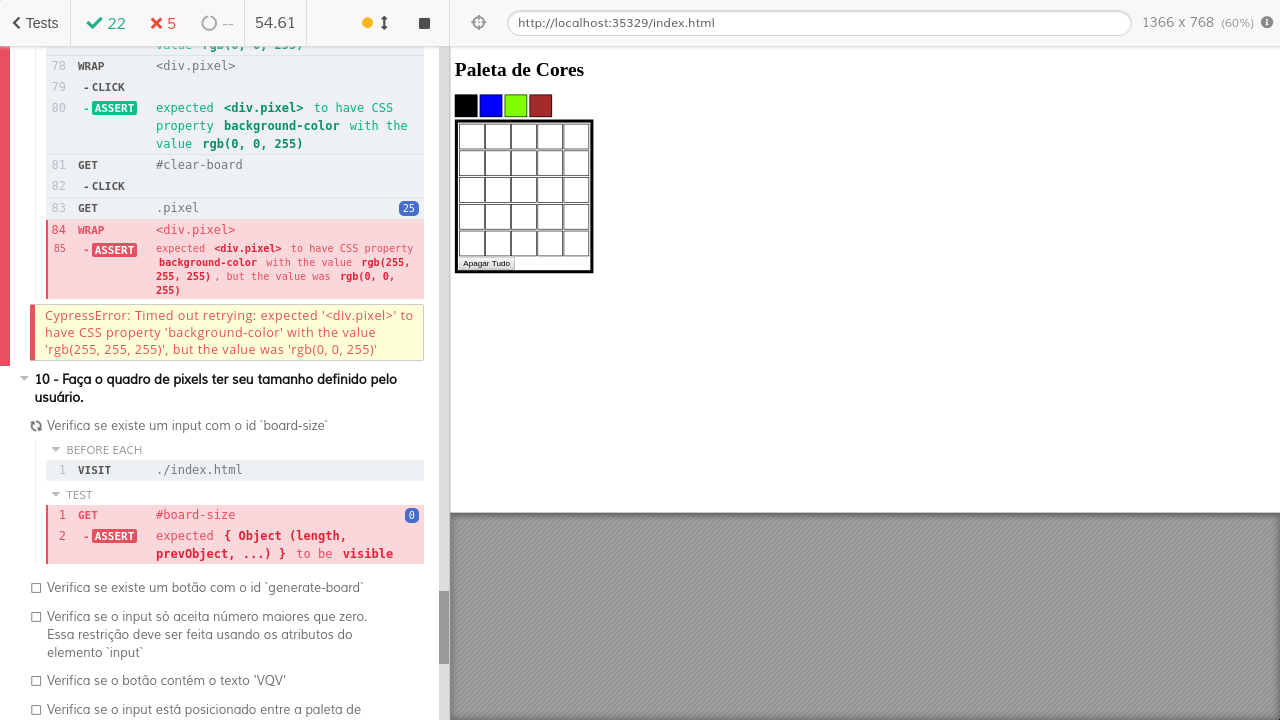 Tests
22
5
--
54.61
http://localhost:35329/index.html
1366 x 768 (60%)
value rgb(0, 0, 255)
78 WRAP <div.pixel>
79 - CLICK
80 - ASSERT expected <div.pixel> to have CSS
property background-color with the
value rgb(0, 0, 255)
81 GET #clear-board
82 - CLICK
83 GET .pixel 25
84 WRAP <div.pixel>
85 - ASSERT expected <div.pixel> to have CSS property
background-color with the value rgb(255,
255, 255) , but the value was rgb(0, 0,
255)
CypressError: Timed out retrying: expected '<div.pixel>' to
have CSS property 'background-color' with the value
'rgb(255, 255, 255)', but the value was 'rgb(0, 0, 255)'
10 - Faça o quadro de pixels ter seu tamanho definido pelo
usuário.
Verifica se existe um input com o id `board-size`
BEFORE EACH
1 VISIT ./index.html
TEST
1 GET #board-size 0
2 - ASSERT expected { Object (length,
prevObject, ...) } to be visible
Verifica se existe um botão com o id `generate-board`
Verifica se o input só aceita número maiores que zero.
Essa restrição deve ser feita usando os atributos do
elemento `input`
Verifica se o botão contém o texto 'VQV'
Verifica se o input está posicionado entre a paleta de
Paleta de Cores
Apagar Tudo